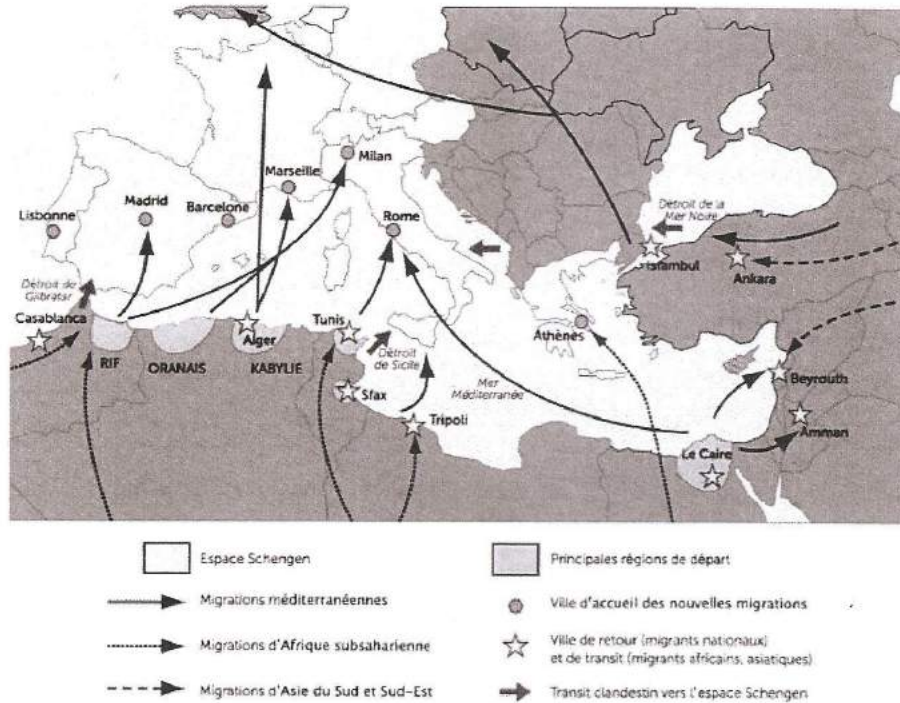 Milan
Marseille
Madrid
Barcelone
Lisbonne
Rome
Détroit de la
Mer Noire
Istambul
Ankara
Détroit de
Glibratar
Casablanca
Tunis
Alger
Athènes
RIF
ORANAIS
KABYLIE
Détroit
de Sicile
Mer
Méditerranée
Beyrouth
Sfax
Tripoli
Amman
Le Caire
Espace Schengen
Principales régions de départ
Migrations méditerranéennes
Ville d'accueil des nouvelles migrations
Migrations d'Afrique subsaharienne
Ville de retour (migrants nationaux)
et de transit (migrants africains, asiatiques)
Migrations d'Asie du Sud et Sud-Est
Transit clandestin vers l'espace Schengen